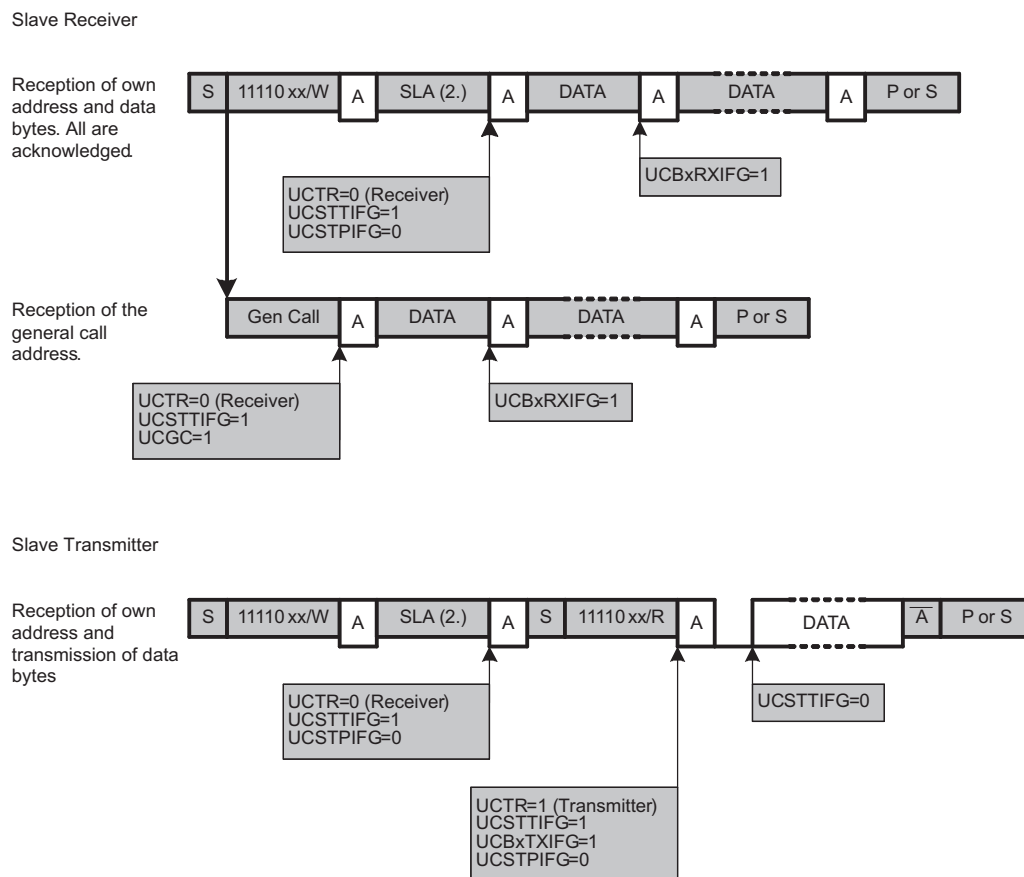 Slave Receiver
Reception of own
address and data
bytes. All are
acknowledged.
S 11110 xx/W A SLA (2.) A DATA A DATA A P or S
UCTR=0 (Receiver)
UCSTTIFG=1
UCSTPIFG=0
UCBxRXIFG=1
Reception of the
general call
address.
Gen Call A DATA A DATA A P or S
UCTR=0 (Receiver)
UCSTTIFG=1
UCGC=1
UCBxRXIFG=1
Slave Transmitter
Reception of own
address and
transmission of data
bytes
S 11110 xx/W A SLA (2.) A S 11110 xx/R A DATA A̅ P or S
UCTR=0 (Receiver)
UCSTTIFG=1
UCSTPIFG=0
UCSTTIFG=0
UCTR=1 (Transmitter)
UCSTTIFG=1
UCBxTXIFG=1
UCSTPIFG=0